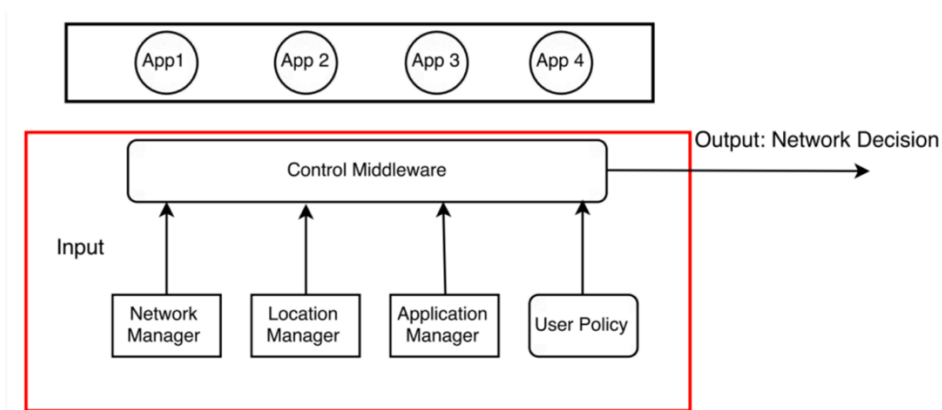 App1
App 2
App 3
App 4
Output: Network Decision
Control Middleware
Input
Network
Manager
Location
Manager
Application
Manager
User Policy